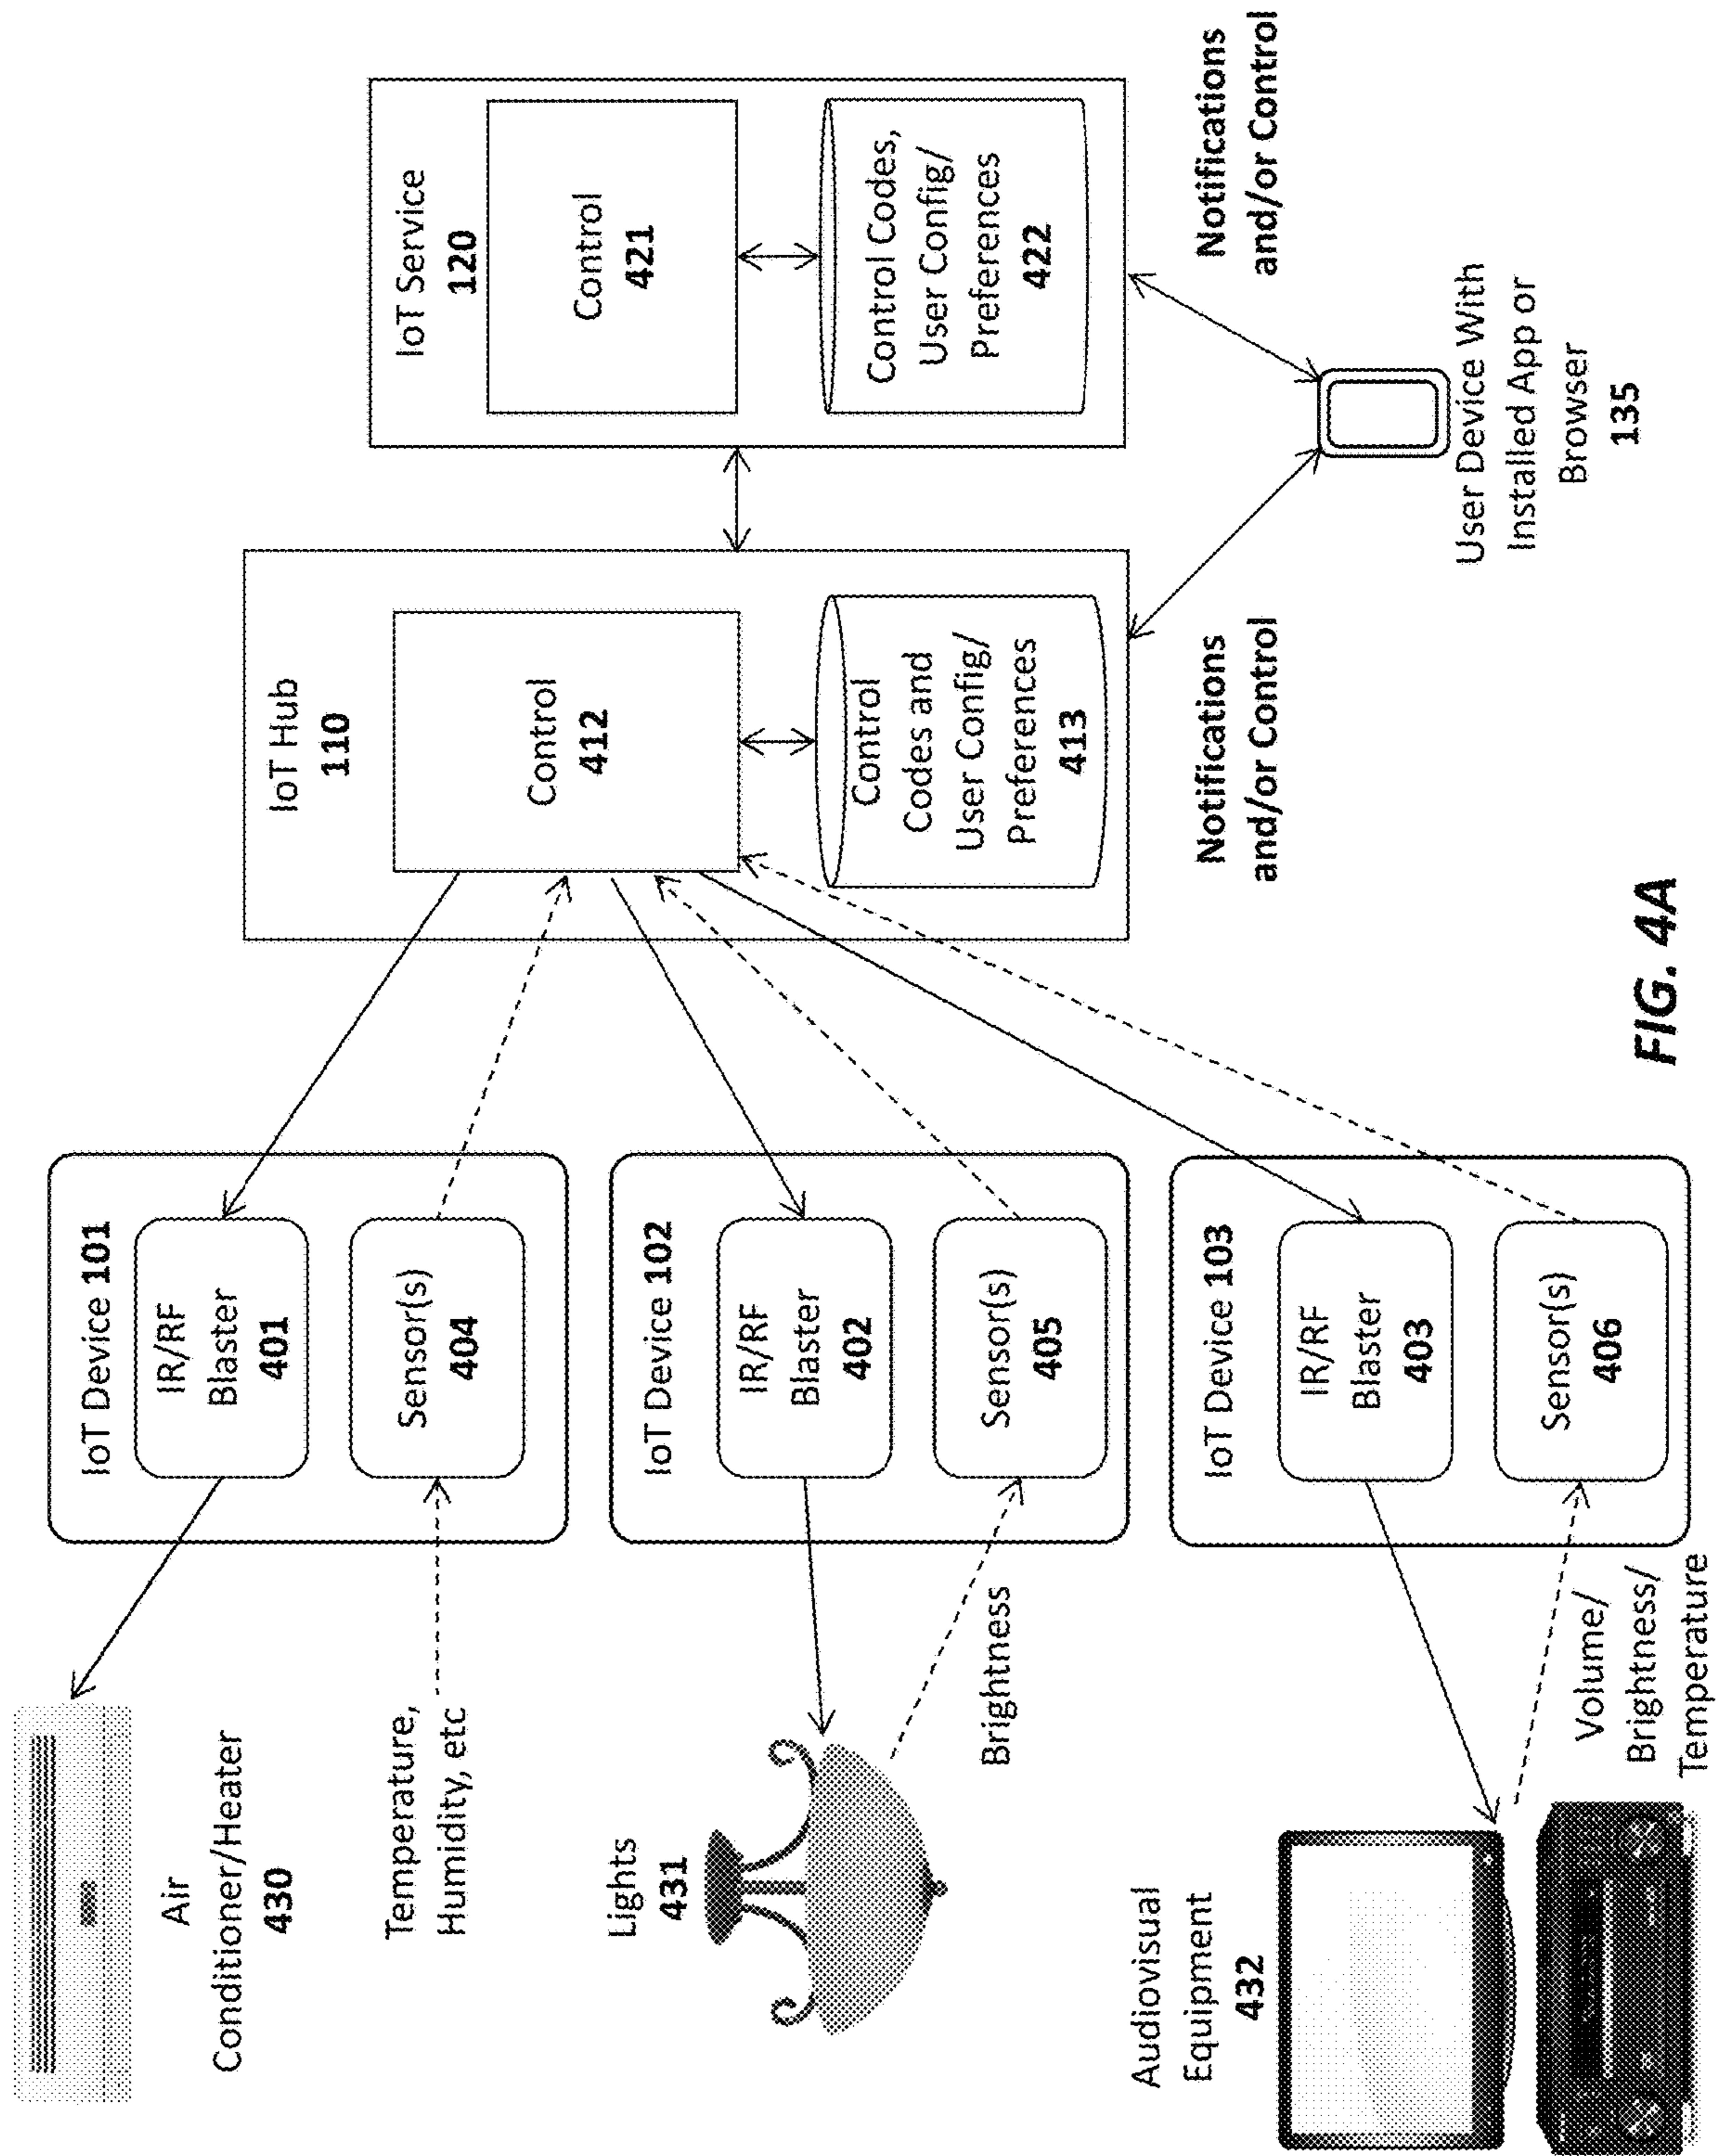 Air
Conditioner/Heater
430
Temperature,
Humidity, etc
Lights
431
Brightness
Audiovisual
Equipment
432
Volume/
Brightness/
Temperature
IoT Device 101
IR/RF
Blaster
401
Sensor(s)
404
IoT Device 102
IR/RF
Blaster
402
Sensor(s)
405
IoT Device 103
IR/RF
Blaster
403
Sensor(s)
406
IoT Hub
110
Control
412
Control
Codes and
User Config/
Preferences
413
Notifications
and/or Control
IoT Service
120
Control
421
Control Codes,
User Config/
Preferences
422
Notifications
and/or Control
User Device With
Installed App or
Browser
135
FIG. 4A